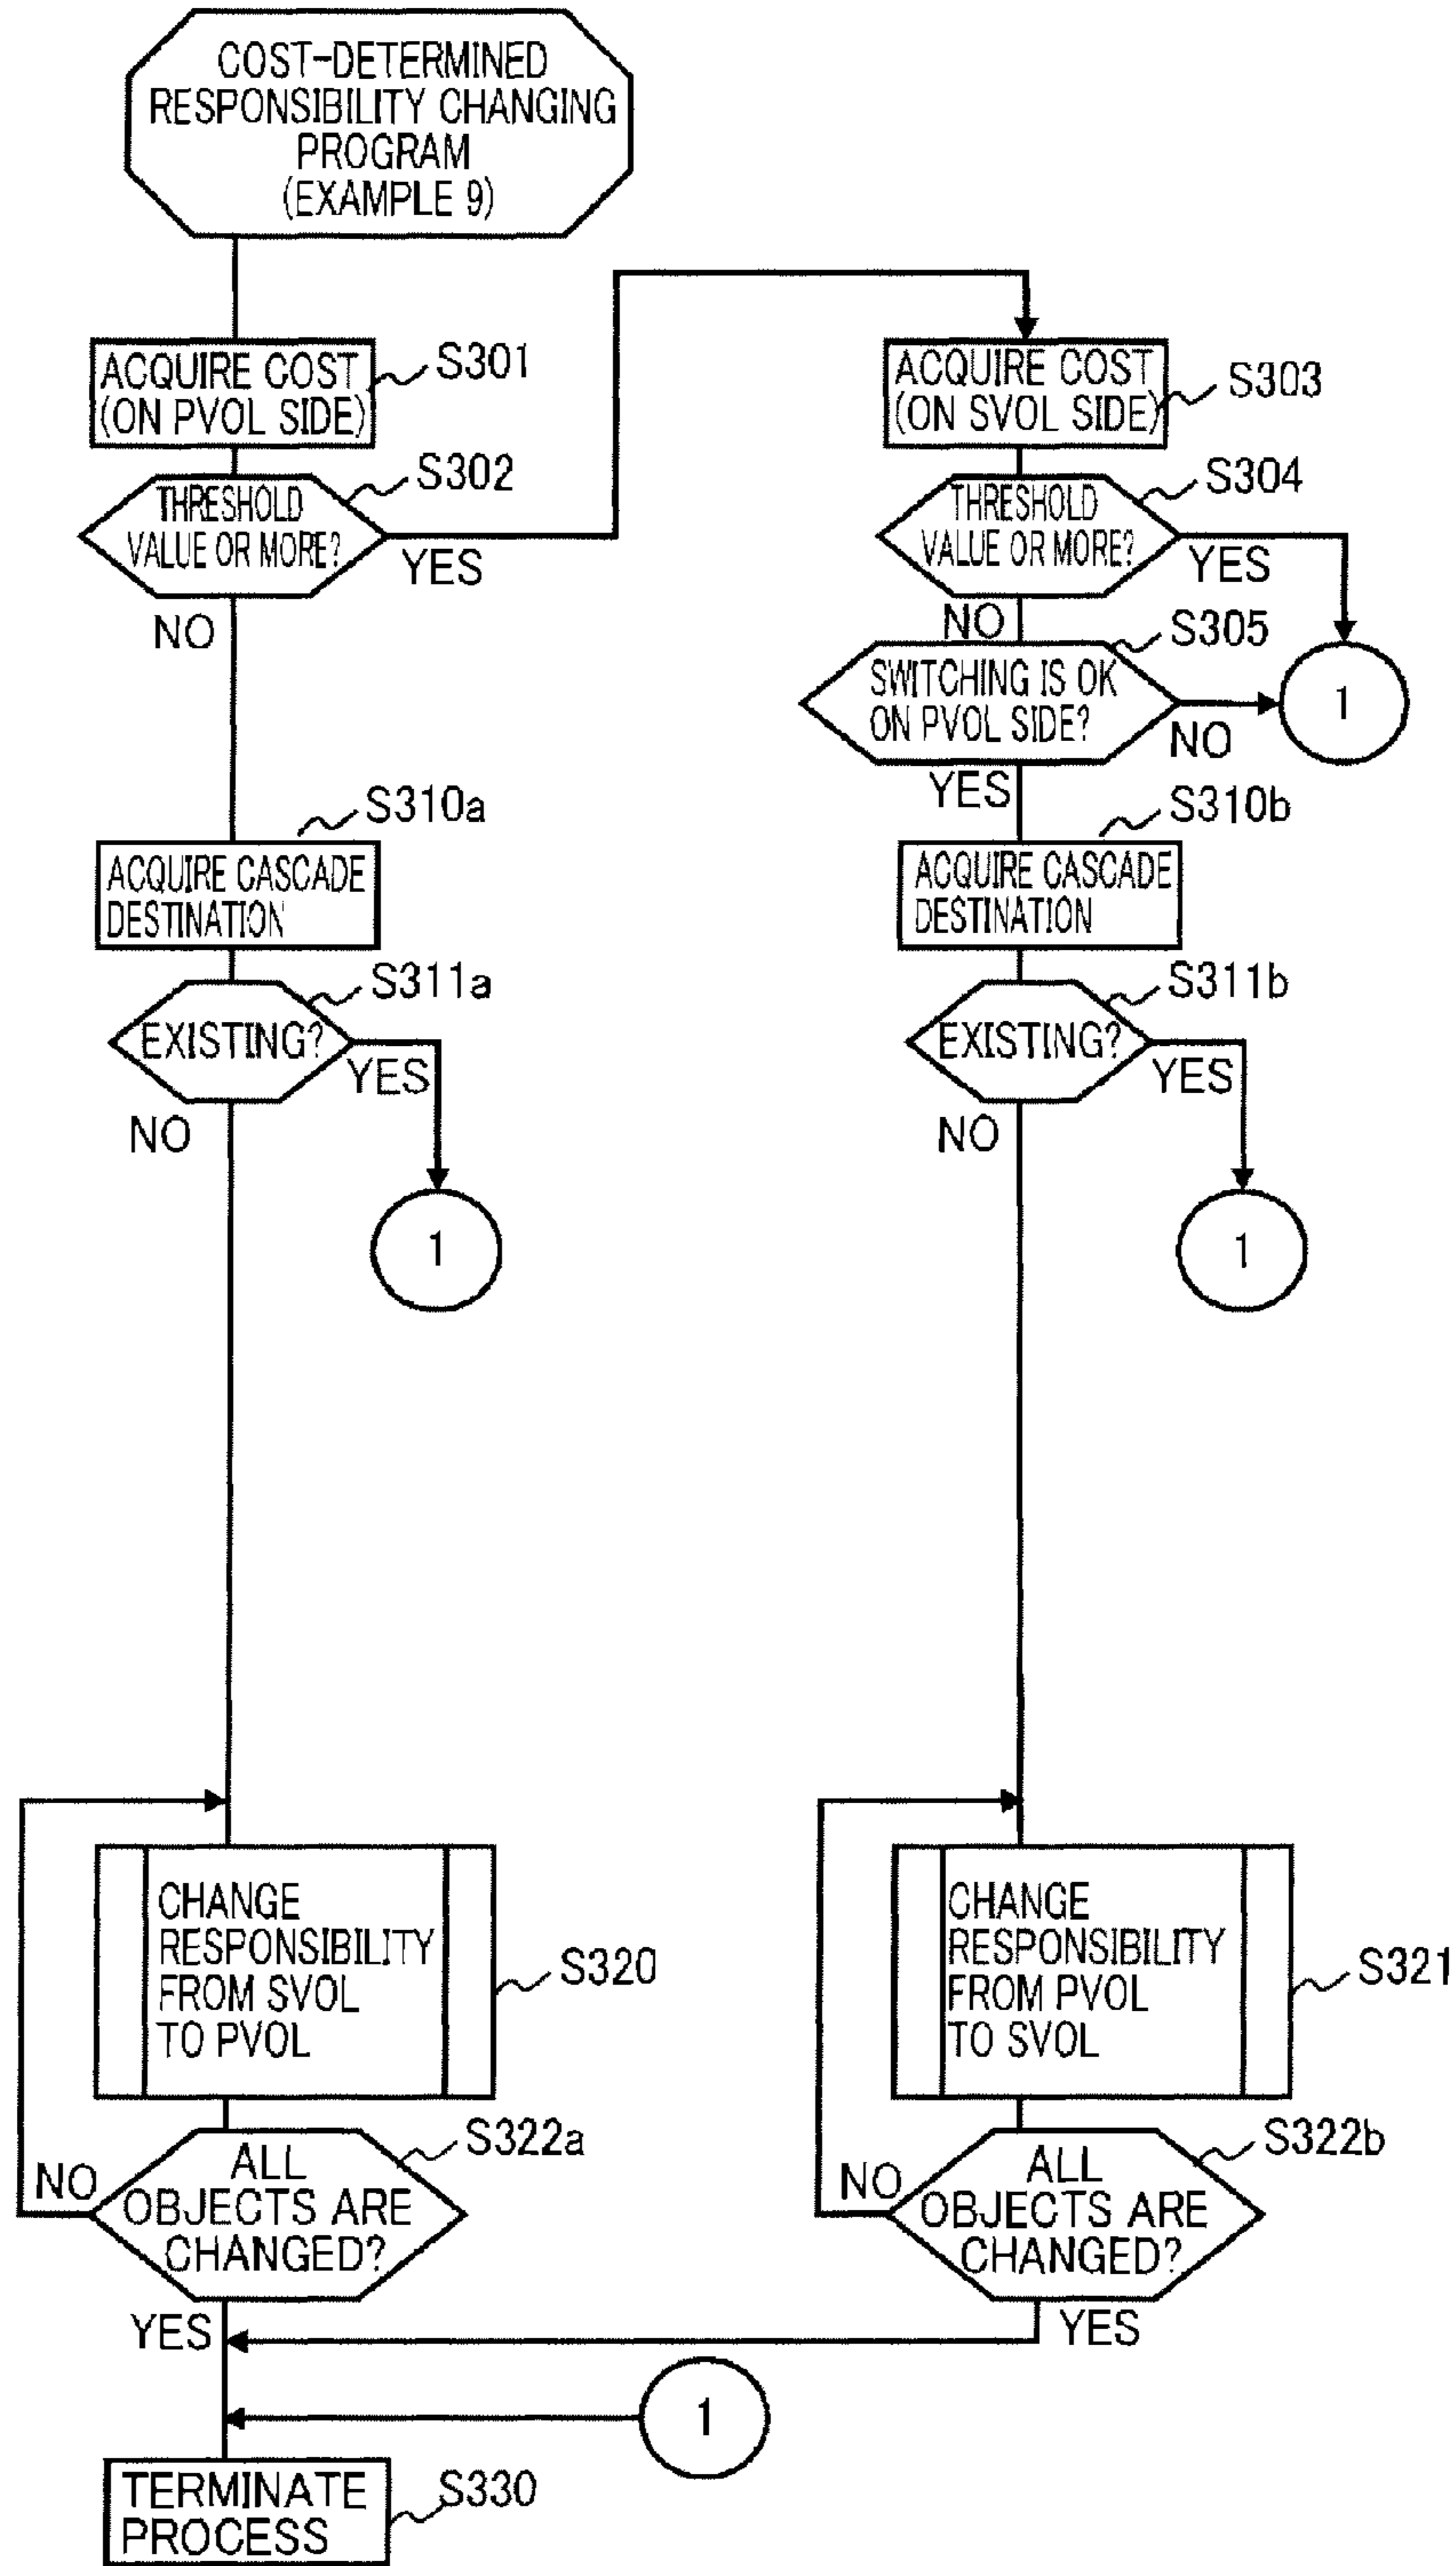 COST-DETERMINED
RESPONSIBILITY CHANGING
PROGRAM
(EXAMPLE 9)
ACQUIRE COST
(ON PVOL SIDE)
S301
THRESHOLD
VALUE OR MORE?
S302
YES
NO
ACQUIRE COST
(ON SVOL SIDE)
S303
THRESHOLD
VALUE OR MORE?
S304
YES
NO
SWITCHING IS OK
ON PVOL SIDE?
S305
NO
1
YES
S310a
ACQUIRE CASCADE
DESTINATION
S310b
ACQUIRE CASCADE
DESTINATION
S311a
EXISTING?
YES
NO
1
S311b
EXISTING?
YES
NO
1
CHANGE
RESPONSIBILITY
FROM SVOL
TO PVOL
S320
CHANGE
RESPONSIBILITY
FROM PVOL
TO SVOL
S321
S322a
NO
ALL
OBJECTS ARE
CHANGED?
YES
S322b
NO
ALL
OBJECTS ARE
CHANGED?
YES
1
TERMINATE
PROCESS
S330